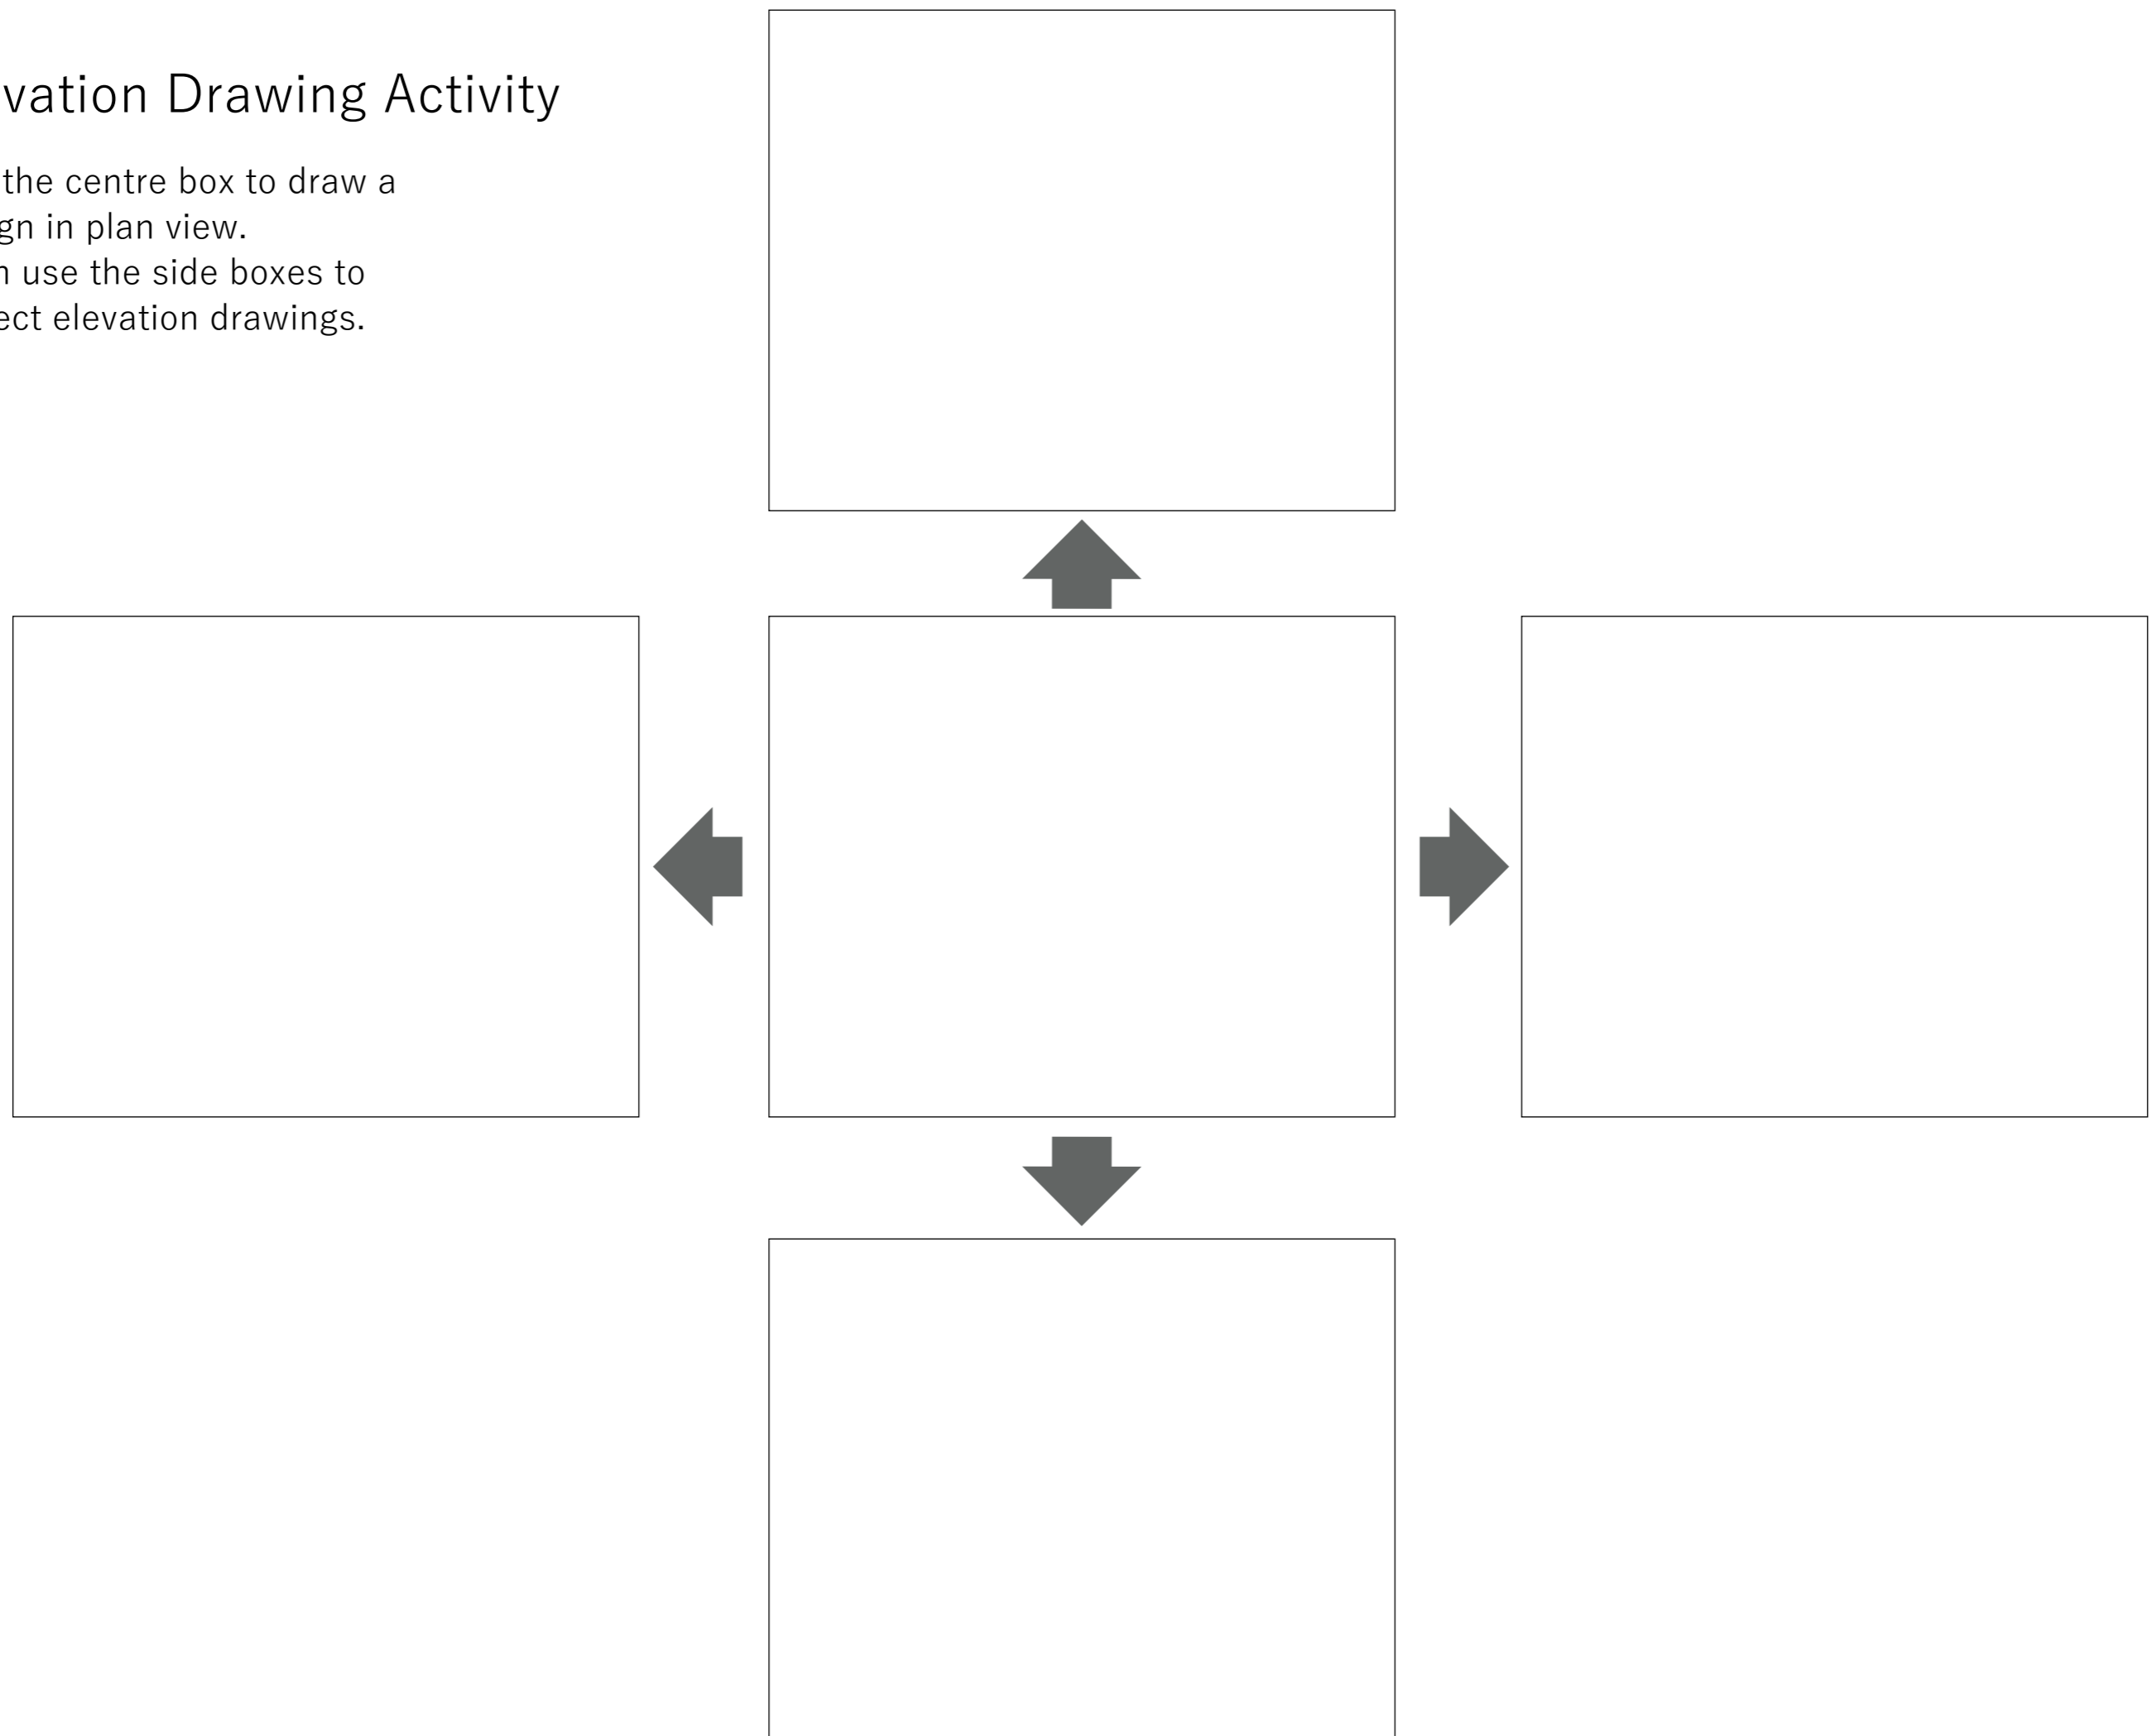 vation Drawing Activity
the centre box to draw a
gn in plan view.
n use the side boxes to
ect elevation drawings.